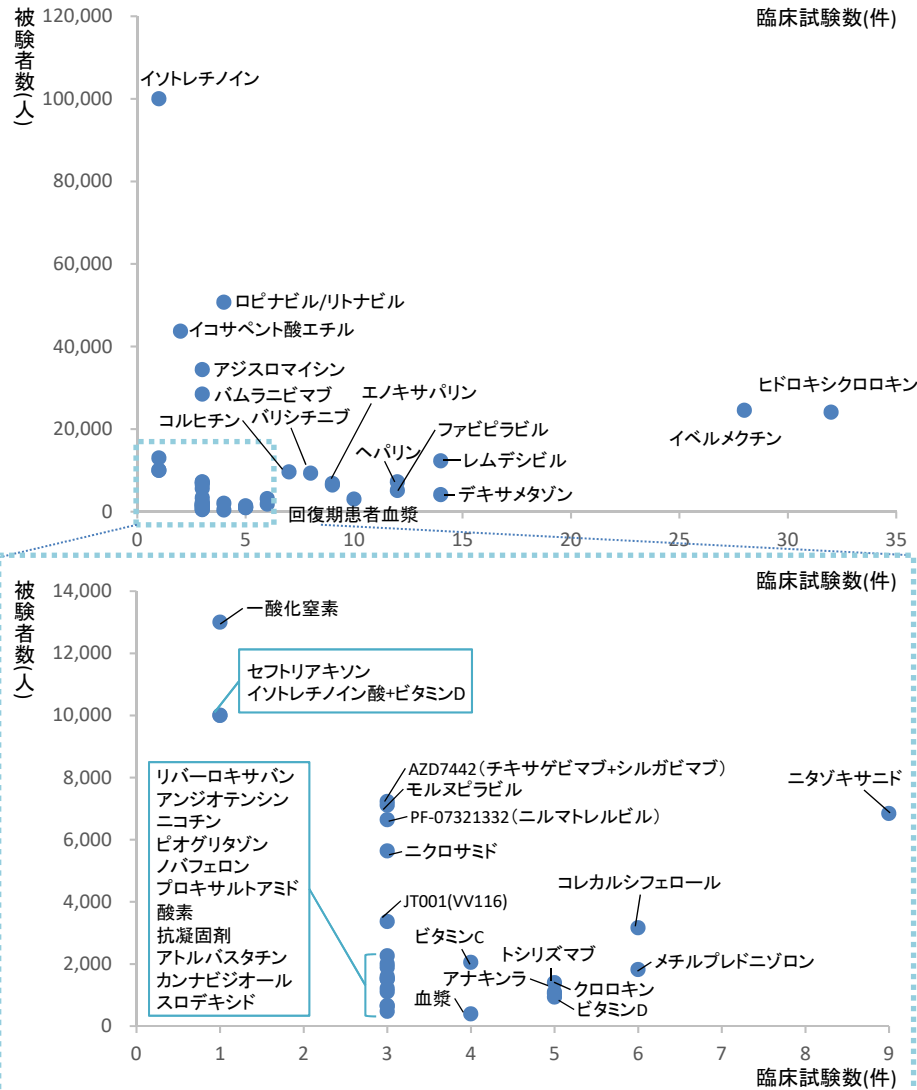 被験者数(人)
臨床試験数(件)
120,000
100,000
80,000
60,000
40,000
20,000
0
イソトレチノイン
ロピナビル/リトナビル
イコサペント酸エチル
アジスロマイシン
バムラニビマブ
コルヒチン
バリシチニブ
エノキサパリン
ヘパリン
ファビピラビル
レムデシビル
デキサメタゾン
回復期患者血漿
イベルメクチン
ヒドロキシクロロキン
0 5 10 15 20 25 30 35
被験者数(人)
臨床試験数(件)
14,000
12,000
10,000
8,000
6,000
4,000
2,000
0
一酸化窒素
セフトリアキソン
イソトレチノイン酸+ビタミンD
リバーロキサバン
アンジオテンシン
ニコチン
ピオグリタゾン
ノバフェロン
プロキサルトアミド
酸素
抗凝固剤
アトルバスタチン
カンナビジオール
スロデキシド
AZD7442（チキサゲビマブ+シルガビマブ）
モルヌピラビル
PF-07321332（ニルマトレルビル）
ニクロサミド
JT001(VV116)
ビタミンC
血漿
トシリズマブ
アナキンラ
クロロキン
ビタミンD
コレカルシフェロール
メチルプレドニゾロン
ニタゾキサニド
0 1 2 3 4 5 6 7 8 9
臨床試験数(件)